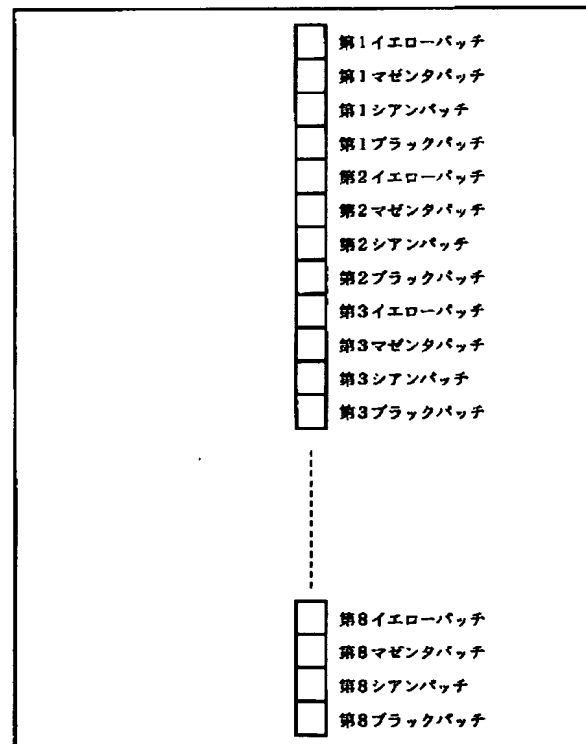 第1イエローパッチ
第1マゼンタパッチ
第1シアンパッチ
第1ブラックパッチ
第2イエローパッチ
第2マゼンタパッチ
第2シアンパッチ
第2ブラックパッチ
第3イエローパッチ
第3マゼンタパッチ
第3シアンパッチ
第3ブラックパッチ
第8イエローパッチ
第8マゼンタパッチ
第8シアンパッチ
第8ブラックパッチ